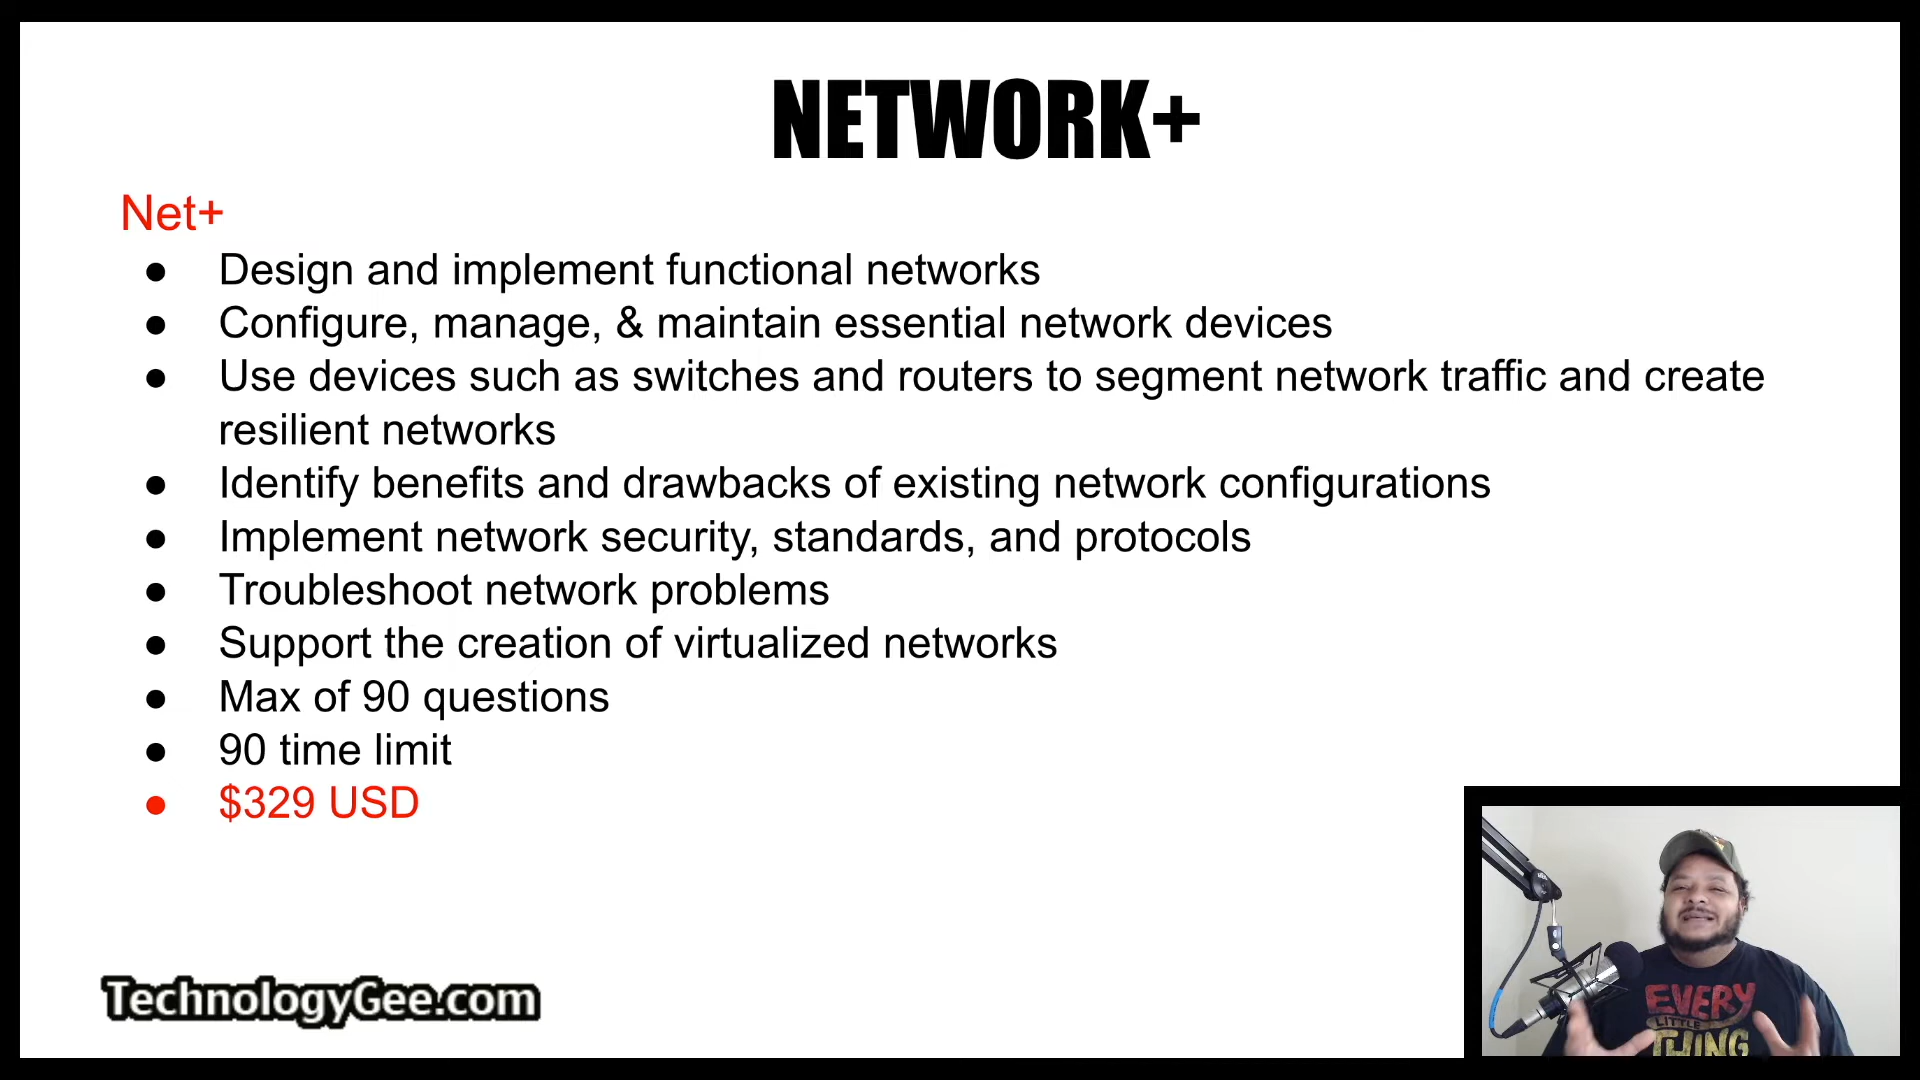 NETWORK+
Net+
● Design and implement functional networks
● Configure, manage, & maintain essential network devices
● Use devices such as switches and routers to segment network traffic and create
resilient networks
● Identify benefits and drawbacks of existing network configurations
● Implement network security, standards, and protocols
● Troubleshoot network problems
● Support the creation of virtualized networks
● Max of 90 questions
● 90 time limit
● $329 USD
TechnologyGee.com
EVERY
LITTLE
THING